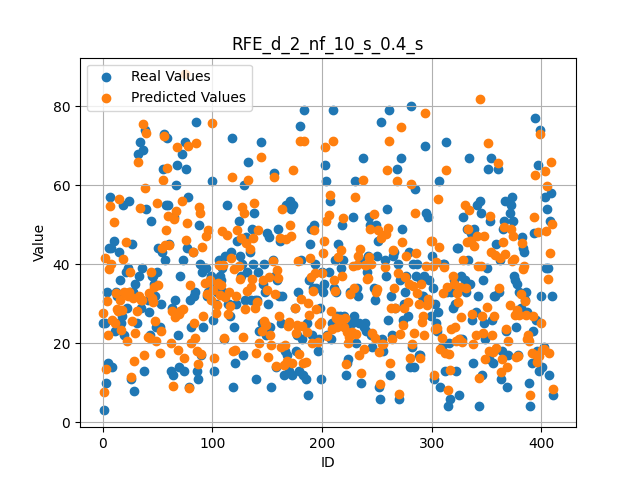 RFE_d_2_nf_10_s_0.4_s
Real Values
Predicted Values
80
60
40
20
0
Value
0 100 200 300 400
ID